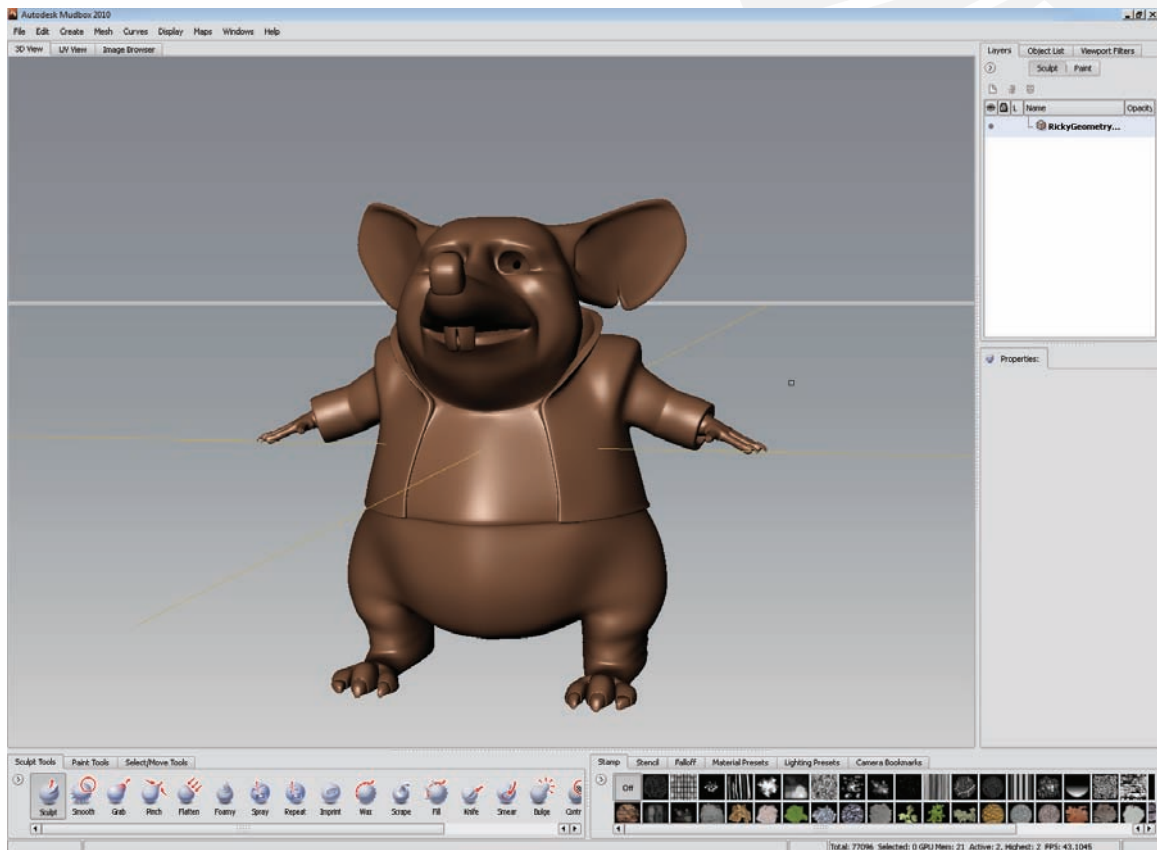 Autodesk Mudbox 2010
File Edit Create Mesh Curves Display Maps Windows Help
3D View UV View Image Browser
Layers Object List Viewport Filters
Sculpt Paint
L Name Opacity
RickyGeometry...
Properties:
Sculpt Tools Paint Tools Select/Move Tools
Sculpt Smooth Grab Pinch Flatten Foamy Spray Repeat Imprint Wax Scrape Fill Knife Smear Bulge Contr
Stamp Stencil Falloff Material Presets Lighting Presets Camera Bookmarks
Off
Total: 77096 Selected: 0 GPU Mem: 21 Active: 2, Highest: 2 FPS: 43.1045